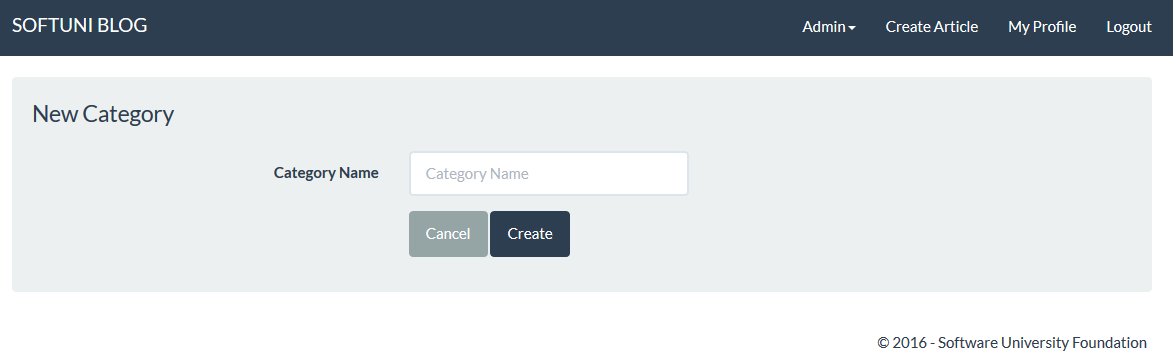 SOFTUNI BLOG Admin Create Article My Profile Logout
New Category
Category Name Category Name
Cancel Create
© 2016 - Software University Foundation